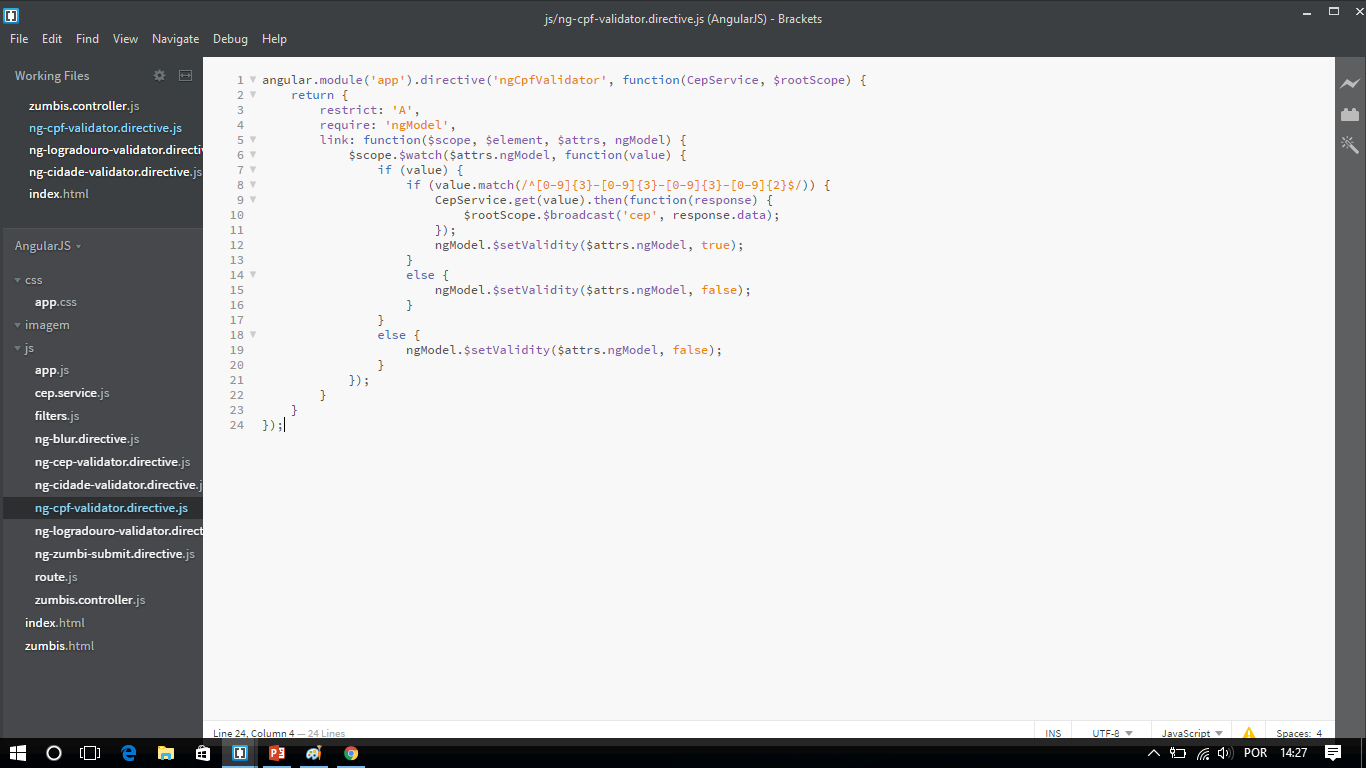 js/ng-cpf-validator.directive.js (AngularJS) - Brackets
File Edit Find View Navigate Debug Help
Working Files
zumbis.controller.js
ng-cpf-validator.directive.js
ng-logradouro-validator.directiv
ng-cidade-validator.directive.js
index.html
AngularJS
css
app.css
imagem
js
app.js
cep.service.js
filters.js
ng-blur.directive.js
ng-cep-validator.directive.js
ng-cidade-validator.directive.j
ng-cpf-validator.directive.js
ng-logradouro-validator.direct
ng-zumbi-submit.directive.js
route.js
zumbis.controller.js
index.html
zumbis.html
1 angular.module('app').directive('ngCpfValidator', function(CepService, $rootScope) {
2     return {
3         restrict: 'A',
4         require: 'ngModel',
5         link: function($scope, $element, $attrs, ngModel) {
6             $scope.$watch($attrs.ngModel, function(value) {
7                 if (value) {
8                     if (value.match(/^[0-9]{3}-[0-9]{3}-[0-9]{3}-[0-9]{2}$/)) {
9                         CepService.get(value).then(function(response) {
10                             $rootScope.$broadcast('cep', response.data);
11                         });
12                         ngModel.$setValidity($attrs.ngModel, true);
13                     }
14                     else {
15                         ngModel.$setValidity($attrs.ngModel, false);
16                     }
17                 }
18                 else {
19                     ngModel.$setValidity($attrs.ngModel, false);
20                 }
21             });
22         }
23     }
24 });
Line 24, Column 4 — 24 Lines INS UTF-8 JavaScript Spaces: 4
POR 14:27